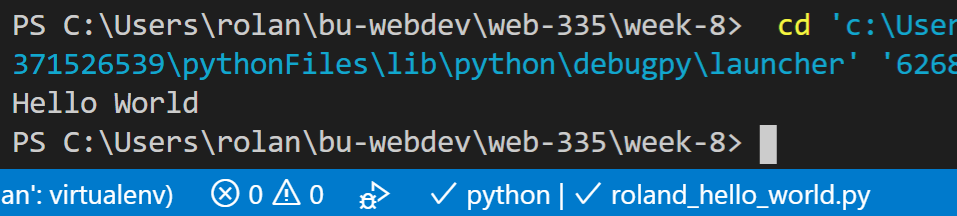 PS C:\Users\rolan\bu-webdev\web-335\week-8>  cd 'c:\User
371526539\pythonFiles\lib\python\debugpy\launcher' '6268
Hello World
PS C:\Users\rolan\bu-webdev\web-335\week-8>
an': virtualenv) 0 0 python | roland_hello_world.py